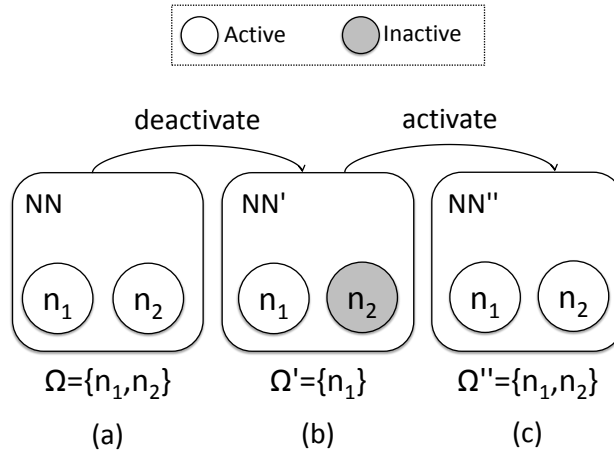 Active Inactive
deactivate activate
NN NN' NN''
n₁ n₂ n₁ n₂ n₁ n₂
Ω={n₁,n₂} Ω'={n₁} Ω''={n₁,n₂}
(a) (b) (c)